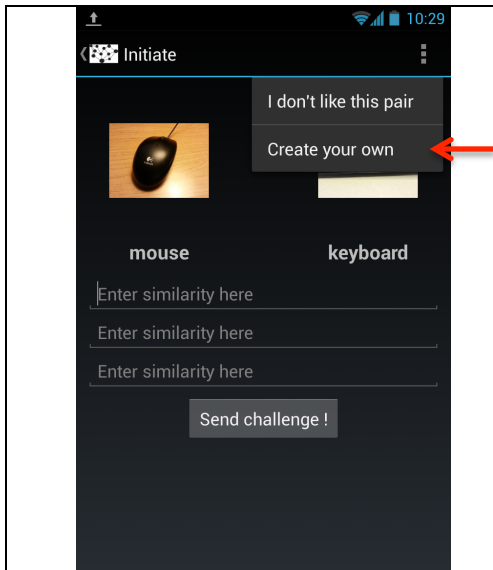 10:29
Initiate
I don't like this pair
Create your own
mouse keyboard
Enter similarity here
Enter similarity here
Enter similarity here
Send challenge !